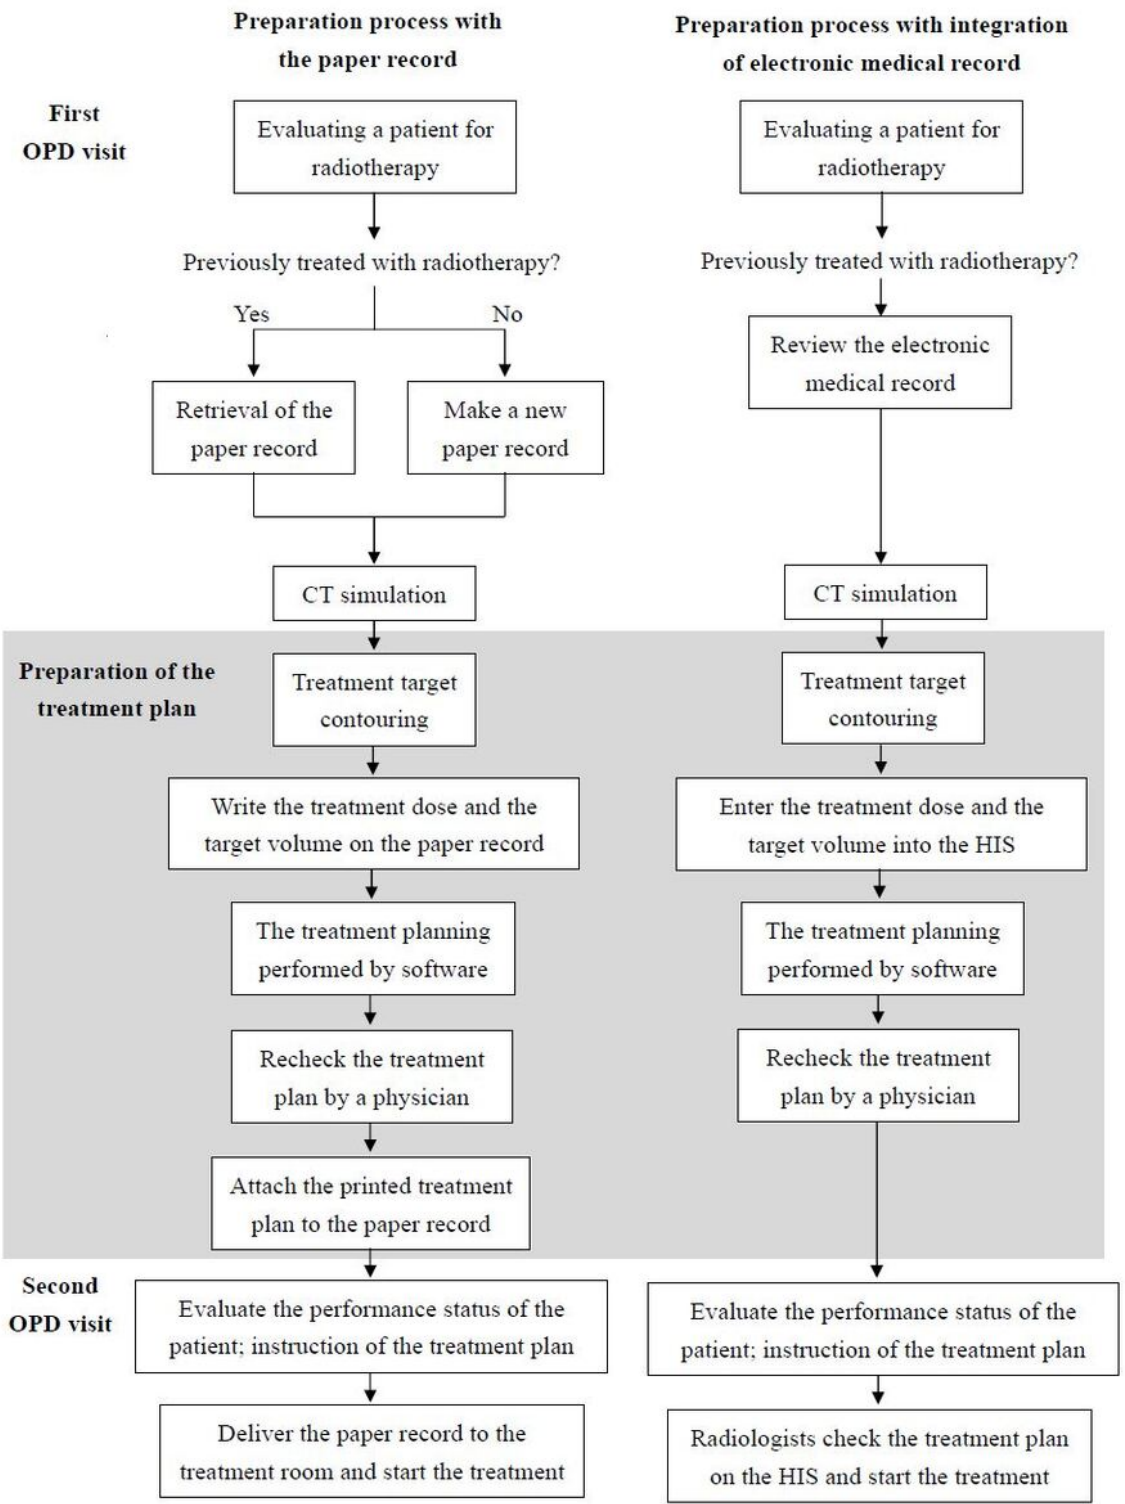 Preparation process with
the paper record
Preparation process with integration
of electronic medical record
First
OPD visit
Evaluating a patient for
radiotherapy
Evaluating a patient for
radiotherapy
Previously treated with radiotherapy?
Previously treated with radiotherapy?
Yes
No
Review the electronic
medical record
Retrieval of the
paper record
Make a new
paper record
CT simulation
CT simulation
Preparation of the
treatment plan
Treatment target
contouring
Treatment target
contouring
Write the treatment dose and the
target volume on the paper record
Enter the treatment dose and the
target volume into the HIS
The treatment planning
performed by software
The treatment planning
performed by software
Recheck the treatment
plan by a physician
Recheck the treatment
plan by a physician
Attach the printed treatment
plan to the paper record
Second
OPD visit
Evaluate the performance status of the
patient; instruction of the treatment plan
Evaluate the performance status of the
patient; instruction of the treatment plan
Deliver the paper record to the
treatment room and start the treatment
Radiologists check the treatment plan
on the HIS and start the treatment